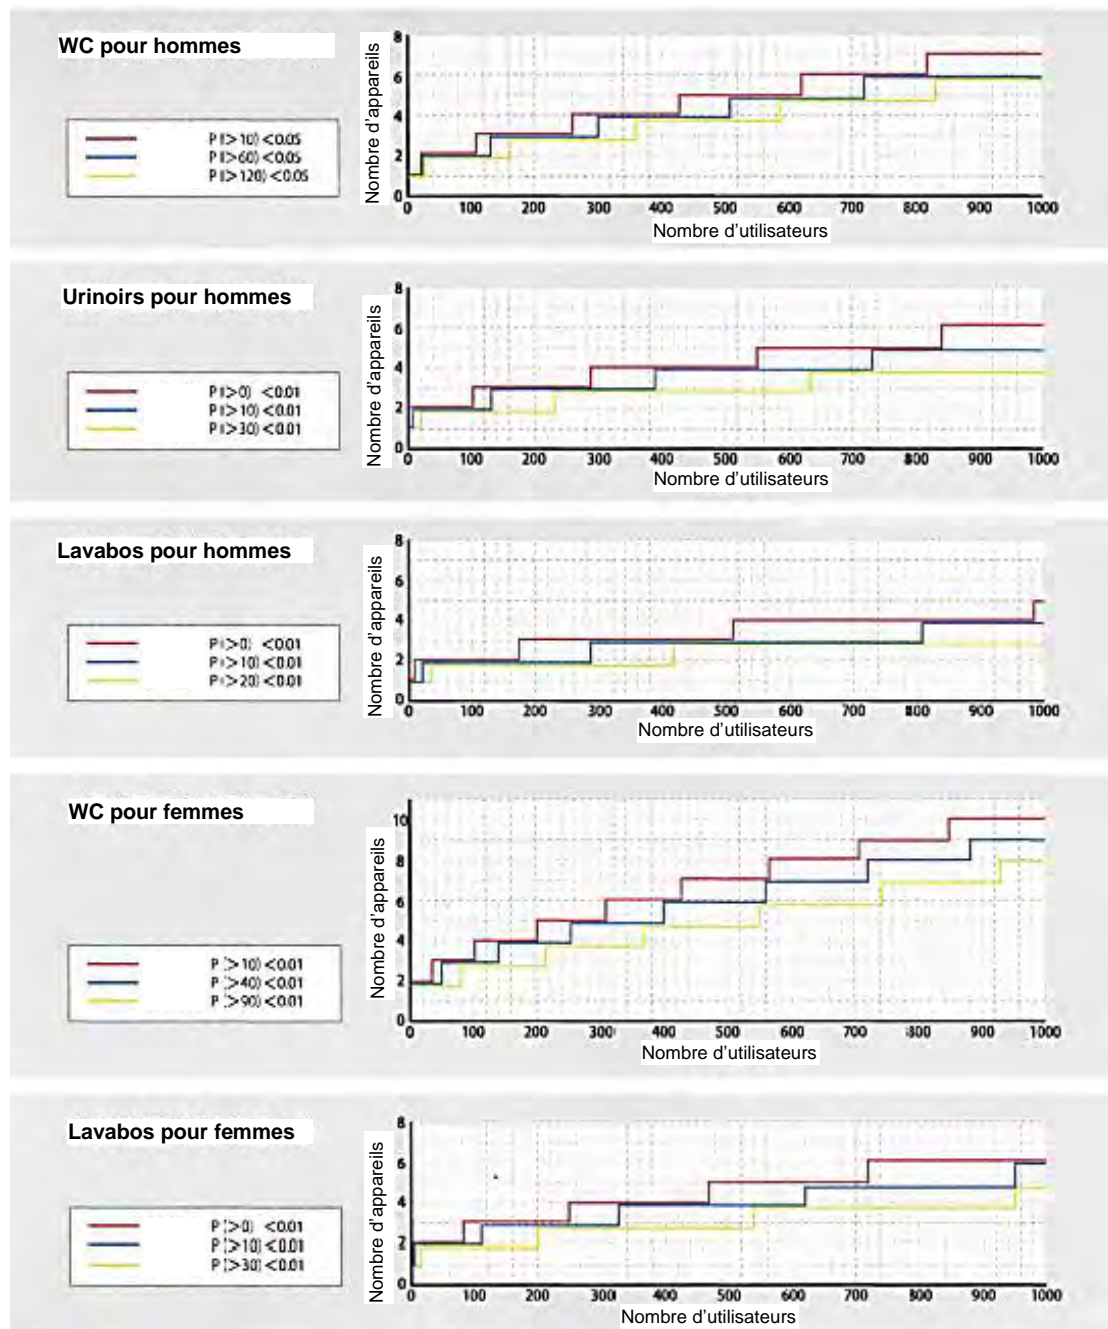 WC pour hommes
P (>10) <0.05
P (>60) <0.05
P (>120) <0.05
Nombre d'appareils
8
6
4
2
0
0 100 200 300 400 500 600 700 800 900 1000
Nombre d'utilisateurs
Urinoirs pour hommes
P (>0) <0.01
P (>10) <0.01
P (>30) <0.01
Nombre d'appareils
8
6
4
2
0
0 100 200 300 400 500 600 700 800 900 1000
Nombre d'utilisateurs
Lavabos pour hommes
P (>0) <0.01
P (>10) <0.01
P (>20) <0.01
Nombre d'appareils
8
6
4
2
0
0 100 200 300 400 500 600 700 800 900 1000
Nombre d'utilisateurs
WC pour femmes
P (>10) <0.01
P (>40) <0.01
P (>90) <0.01
Nombre d'appareils
10
8
6
4
2
0
0 100 200 300 400 500 600 700 800 900 1000
Nombre d'utilisateurs
Lavabos pour femmes
P (>0) <0.01
P (>10) <0.01
P (>30) <0.01
Nombre d'appareils
8
6
4
2
0
0 100 200 300 400 500 600 700 800 900 1000
Nombre d'utilisateurs